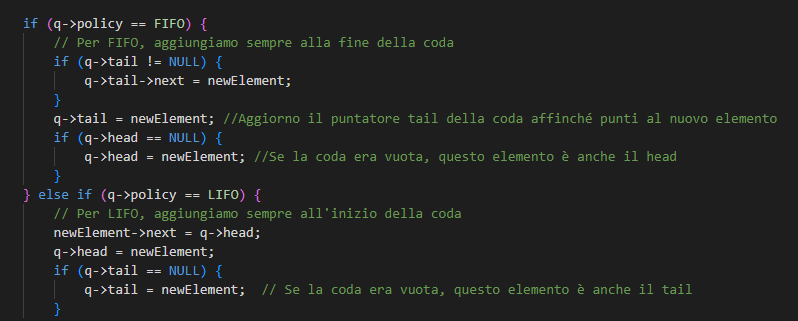 if (q->policy == FIFO) {
    // Per FIFO, aggiungiamo sempre alla fine della coda
    if (q->tail != NULL) {
        q->tail->next = newElement;
    }
    q->tail = newElement; //Aggiorno il puntatore tail della coda affinché punti al nuovo elemento
    if (q->head == NULL) {
        q->head = newElement; //Se la coda era vuota, questo elemento è anche il head
    }
} else if (q->policy == LIFO) {
    // Per LIFO, aggiungiamo sempre all'inizio della coda
    newElement->next = q->head;
    q->head = newElement;
    if (q->tail == NULL) {
        q->tail = newElement;  // Se la coda era vuota, questo elemento è anche il tail
    }